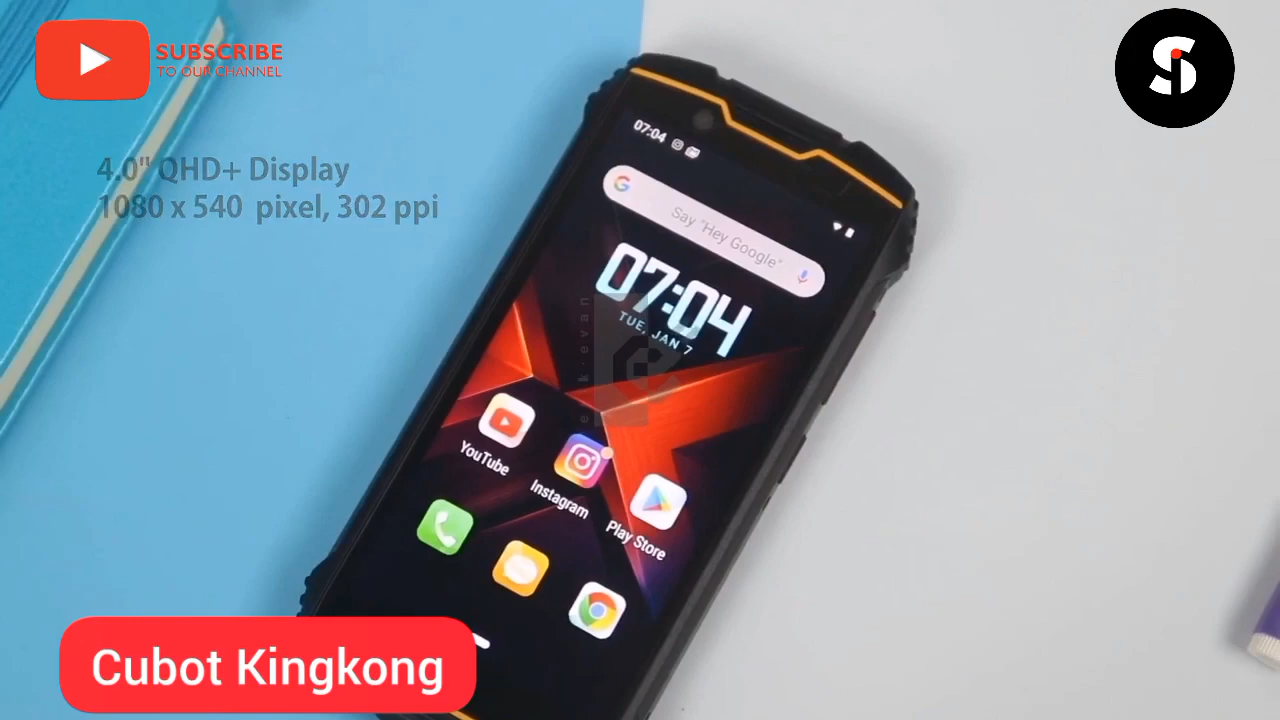 SUBSCRIBE
TO OUR CHANNEL
4.0" QHD+ Display
1080 x 540 pixel, 302 ppi
07:04
Say "Hey Google"
07:04
TUE, JAN 7
YouTube
Instagram
Play Store
Cubot Kingkong